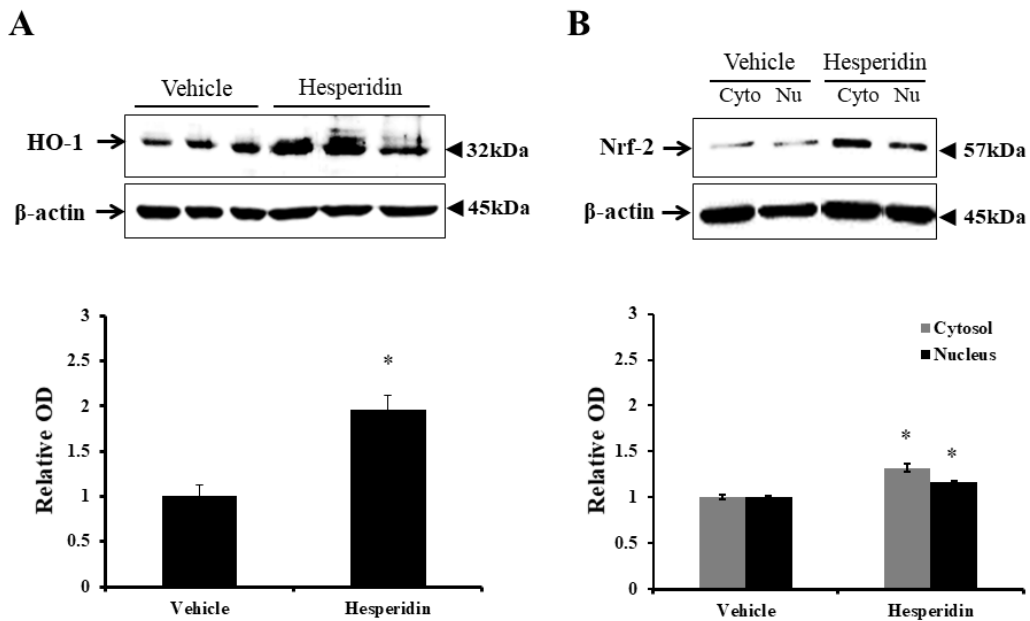 A
Vehicle Hesperidin
HO-1 32kDa
β-actin 45kDa
3
2.5
2
1.5
1
0.5
0
Relative OD
*
Vehicle Hesperidin
B
Vehicle Hesperidin
Cyto Nu Cyto Nu
Nrf-2 57kDa
β-actin 45kDa
3
2.5
2
1.5
1
0.5
0
Relative OD
Cytosol
Nucleus
*
*
Vehicle Hesperidin